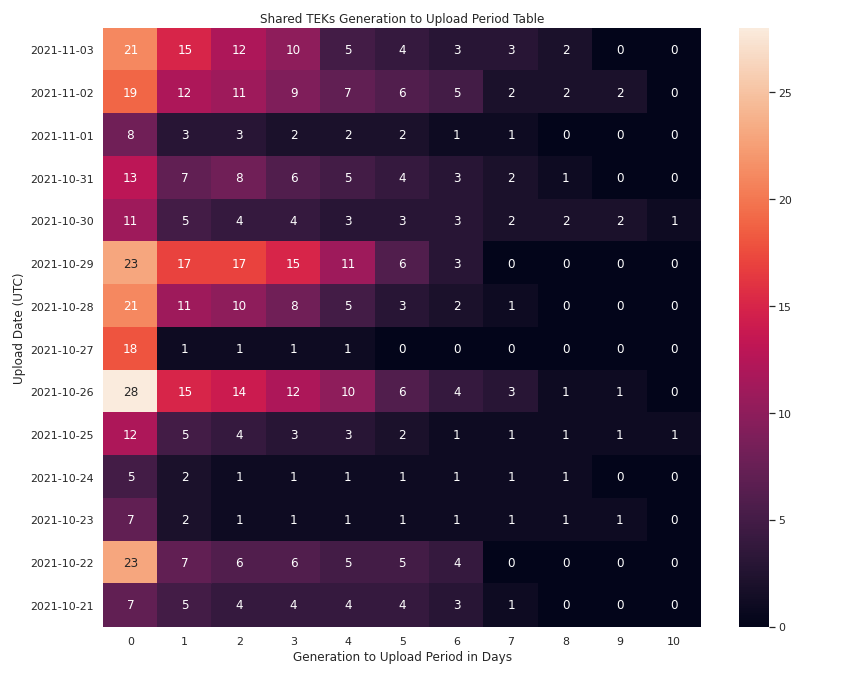 Shared TEKs Generation to Upload Period Table
2021-11-03 21 15 12 10 5 4 3 3 2 0 0
2021-11-02 19 12 11 9 7 6 5 2 2 2 0
2021-11-01 8 3 3 2 2 2 1 1 0 0 0
2021-10-31 13 7 8 6 5 4 3 2 1 0 0
2021-10-30 11 5 4 4 3 3 3 2 2 2 1
2021-10-29 23 17 17 15 11 6 3 0 0 0 0
2021-10-28 21 11 10 8 5 3 2 1 0 0 0
2021-10-27 18 1 1 1 1 0 0 0 0 0 0
2021-10-26 28 15 14 12 10 6 4 3 1 1 0
2021-10-25 12 5 4 3 3 2 1 1 1 1 1
2021-10-24 5 2 1 1 1 1 1 1 1 0 0
2021-10-23 7 2 1 1 1 1 1 1 1 1 0
2021-10-22 23 7 6 6 5 5 4 0 0 0 0
2021-10-21 7 5 4 4 4 4 3 1 0 0 0
0 1 2 3 4 5 6 7 8 9 10
Generation to Upload Period in Days
Upload Date (UTC)
25
20
15
10
5
0